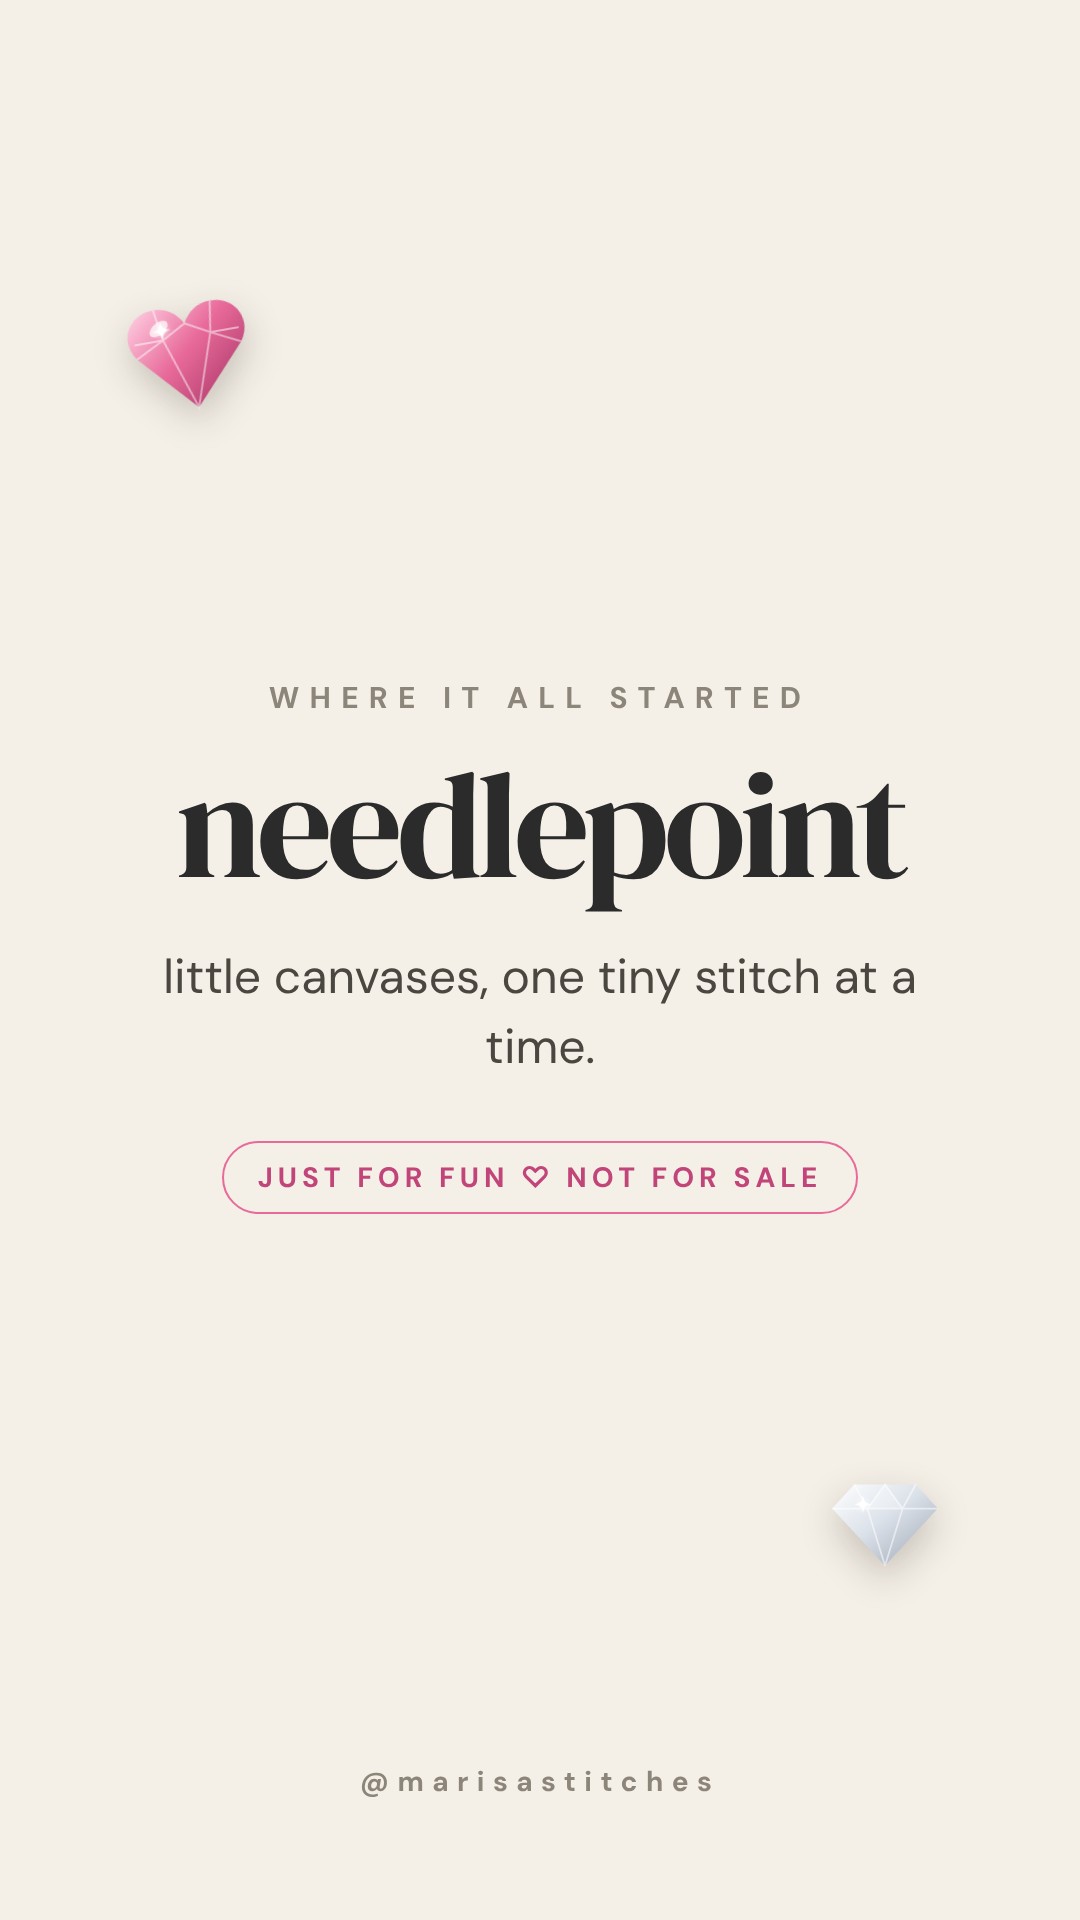 WHERE IT ALL STARTED
needlepoint
little canvases, one tiny stitch at a
time.
JUST FOR FUN ♡ NOT FOR SALE
@marisastitches